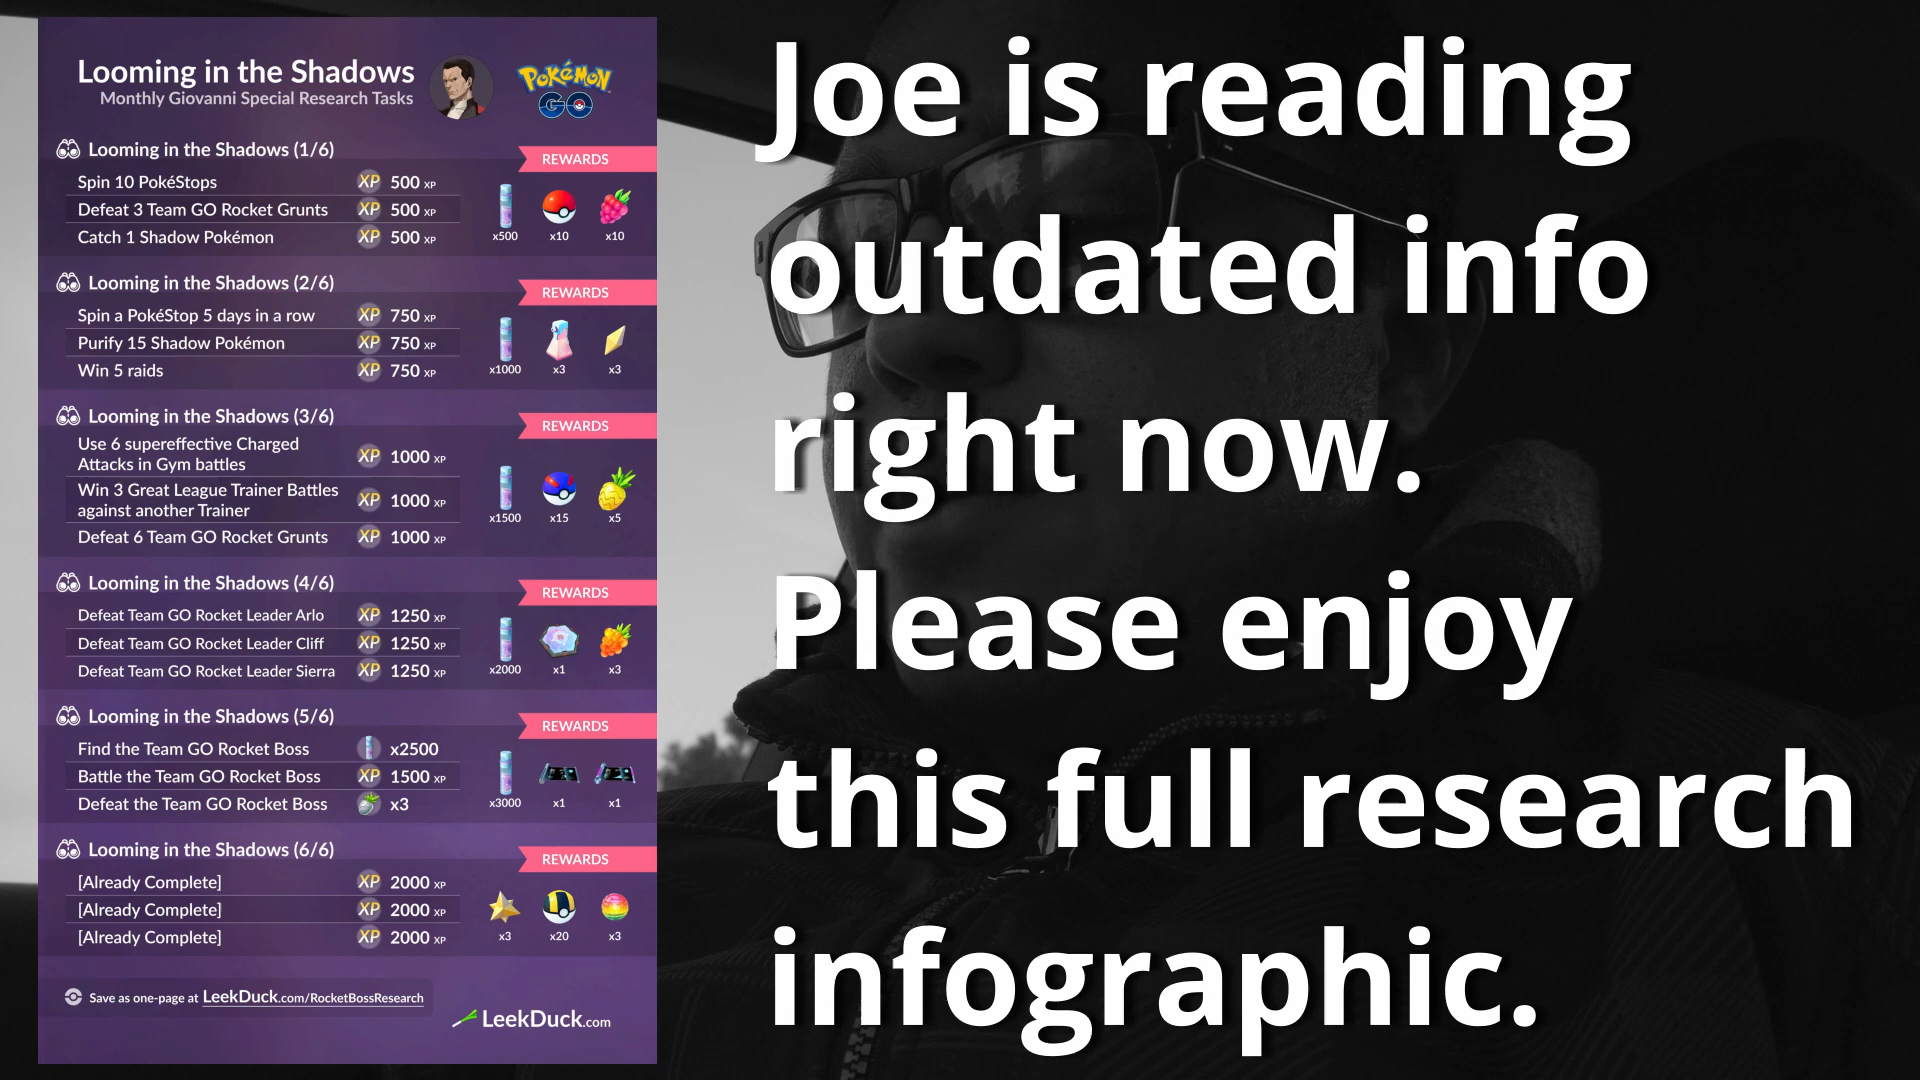 Looming in the Shadows
Monthly Giovanni Special Research Tasks
POKÉMON
GO
Looming in the Shadows (1/6)
REWARDS
Spin 10 PokéStops XP 500 XP
Defeat 3 Team GO Rocket Grunts XP 500 XP
Catch 1 Shadow Pokémon XP 500 XP
x500 x10 x10
Looming in the Shadows (2/6)
REWARDS
Spin a PokéStop 5 days in a row XP 750 XP
Purify 15 Shadow Pokémon XP 750 XP
Win 5 raids XP 750 XP
x1000 x3 x3
Looming in the Shadows (3/6)
REWARDS
Use 6 supereffective Charged
Attacks in Gym battles XP 1000 XP
Win 3 Great League Trainer Battles
against another Trainer XP 1000 XP
Defeat 6 Team GO Rocket Grunts XP 1000 XP
x1500 x15 x5
Looming in the Shadows (4/6)
REWARDS
Defeat Team GO Rocket Leader Arlo XP 1250 XP
Defeat Team GO Rocket Leader Cliff XP 1250 XP
Defeat Team GO Rocket Leader Sierra XP 1250 XP
x2000 x1 x3
Looming in the Shadows (5/6)
REWARDS
Find the Team GO Rocket Boss x2500
Battle the Team GO Rocket Boss XP 1500 XP
Defeat the Team GO Rocket Boss x3
x3000 x1 x1
Looming in the Shadows (6/6)
REWARDS
[Already Complete] XP 2000 XP
[Already Complete] XP 2000 XP
[Already Complete] XP 2000 XP
x3 x20 x3
Save as one-page at LeekDuck.com/RocketBossResearch
LeekDuck.com
Joe is reading
outdated info
right now.
Please enjoy
this full research
infographic.